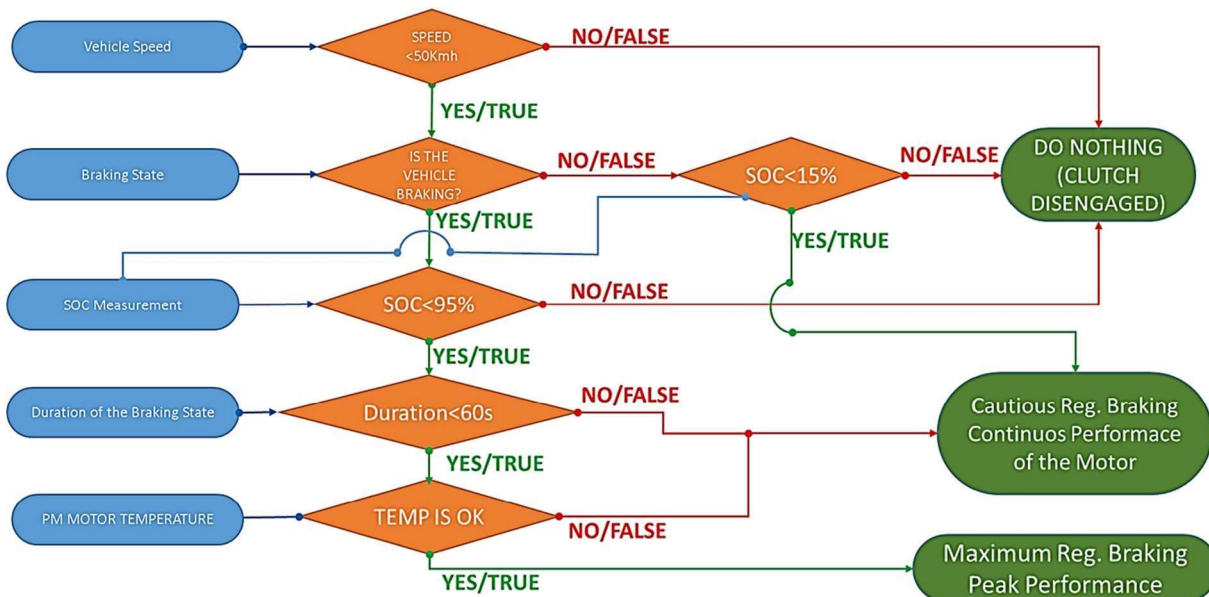 Vehicle Speed
SPEED
<50Kmh
NO/FALSE
YES/TRUE
Braking State
IS THE
VEHICLE
BRAKING?
NO/FALSE
SOC<15%
NO/FALSE
DO NOTHING
(CLUTCH
DISENGAGED)
YES/TRUE
YES/TRUE
SOC Measurement
SOC<95%
NO/FALSE
YES/TRUE
Duration of the Braking State
Duration<60s
NO/FALSE
Cautious Reg. Braking
Continuos Performace
of the Motor
YES/TRUE
PM MOTOR TEMPERATURE
TEMP IS OK
NO/FALSE
YES/TRUE
Maximum Reg. Braking
Peak Performance